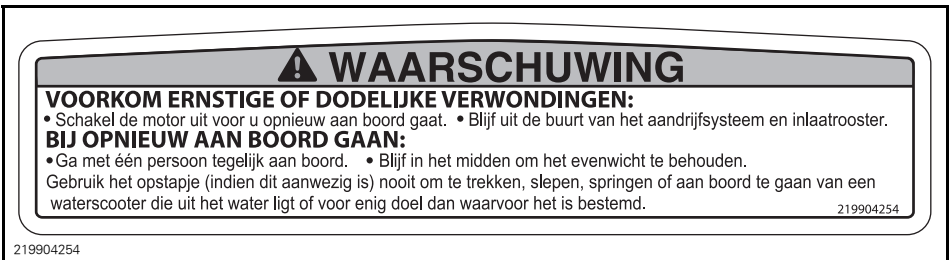 WAARSCHUWING
VOORKOM ERNSTIGE OF DODELIJKE VERWONDINGEN:
• Schakel de motor uit voor u opnieuw aan boord gaat. • Blijf uit de buurt van het aandrijfsysteem en inlaatrooster.
BIJ OPNIEUW AAN BOORD GAAN:
• Ga met één persoon tegelijk aan boord. • Blijf in het midden om het evenwicht te behouden.
Gebruik het opstapje (indien dit aanwezig is) nooit om te trekken, slepen, springen of aan boord te gaan van een
waterscooter die uit het water ligt of voor enig doel dan waarvoor het is bestemd.
219904254
219904254